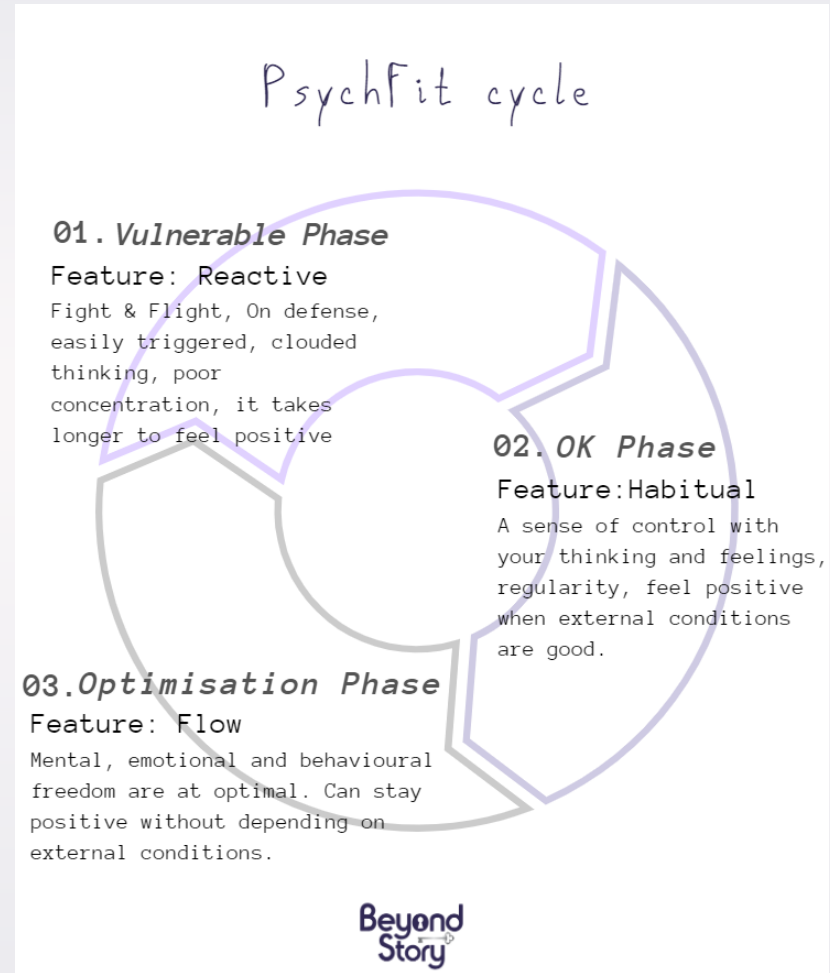 PsychFit cycle
01. Vulnerable Phase
Feature: Reactive
Fight & Flight, On defense,
easily triggered, clouded
thinking, poor
concentration, it takes
longer to feel positive
02. OK Phase
Feature:Habitual
A sense of control with
your thinking and feelings,
regularity, feel positive
when external conditions
are good.
03.Optimisation Phase
Feature: Flow
Mental, emotional and behavioural
freedom are at optimal. Can stay
positive without depending on
external conditions.
Beyond
Story